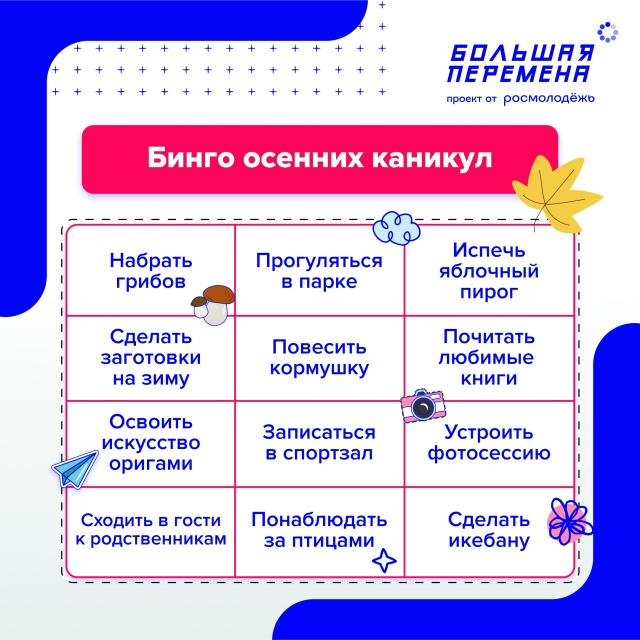 БОЛЬШАЯ
ПЕРЕМЕНА
проект от РОСМОЛОДЁЖЬ
Бинго осенних каникул
Набрать
грибов
Прогуляться
в парке
Испечь
яблочный
пирог
Сделать
заготовки
на зиму
Повесить
кормушку
Почитать
любимые
книги
Освоить
искусство
оригами
Записаться
в спортзал
Устроить
фотосессию
Сходить в гости
к родственникам
Понаблюдать
за птицами
Сделать
икебану